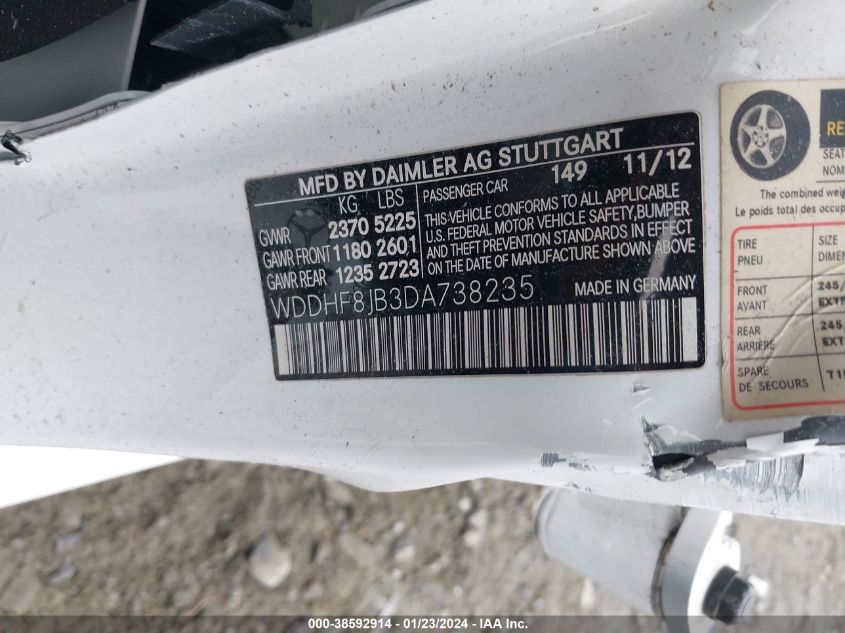 MFD BY DAIMLER AG STUTTGART
KG LBS
GVWR 2370 5225
GAWR FRONT 1180 2601
GAWR REAR 1235 2723
PASSENGER CAR 149 11/12
THIS VEHICLE CONFORMS TO ALL APPLICABLE
U.S. FEDERAL MOTOR VEHICLE SAFETY,BUMPER
AND THEFT PREVENTION STANDARDS IN EFFECT
ON THE DATE OF MANUFACTURE SHOWN ABOVE
WDDHF8JB3DA738235 MADE IN GERMANY
The combined
Le poids total des
TIRE
PNEU
SIZE
FRONT
AVANT
245/
REAR
ARRIÈRE
245/
SPARE
DE SECOURS
000-38592914 - 01/23/2024 - IAA Inc.